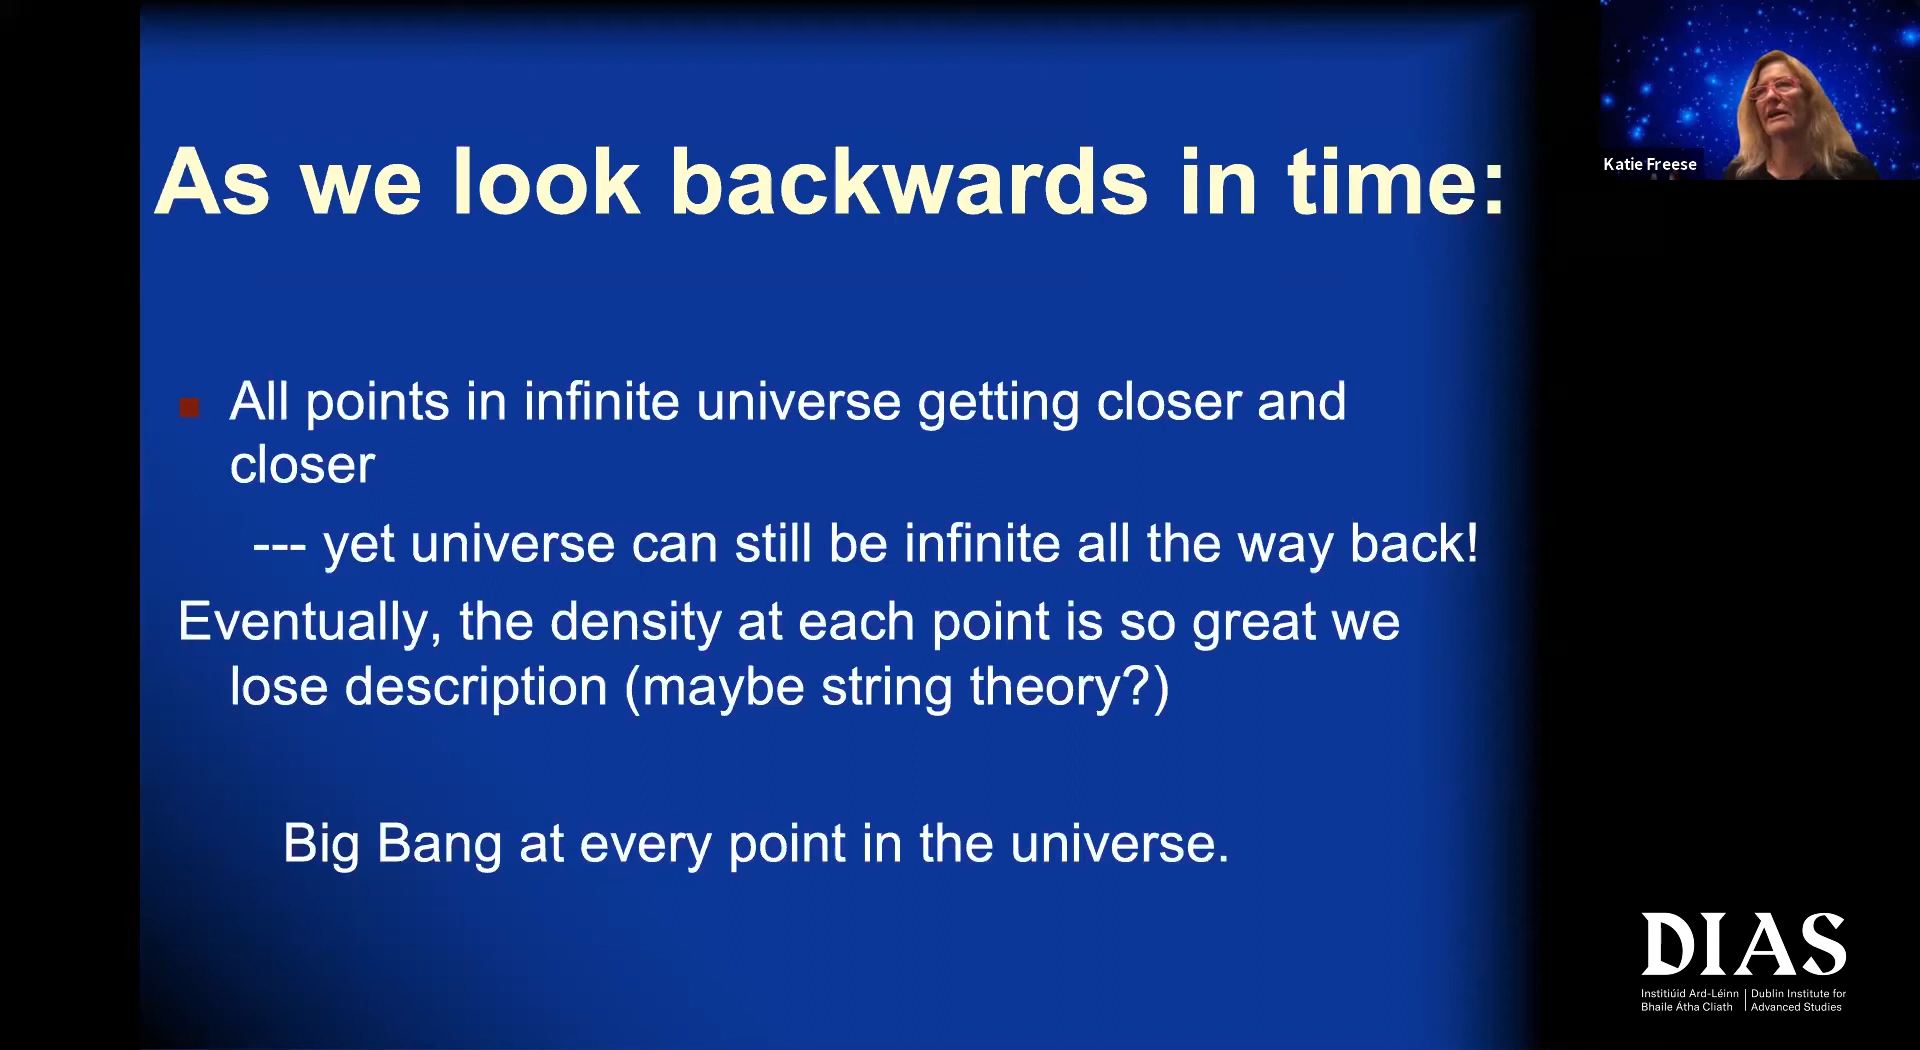 As we look backwards in time:
All points in infinite universe getting closer and
closer
--- yet universe can still be infinite all the way back!
Eventually, the density at each point is so great we
lose description (maybe string theory?)
Big Bang at every point in the universe.
Katie Freese
DIAS
Institiúid Ard-Léinn
Bhaile Átha Cliath
Dublin Institute for
Advanced Studies